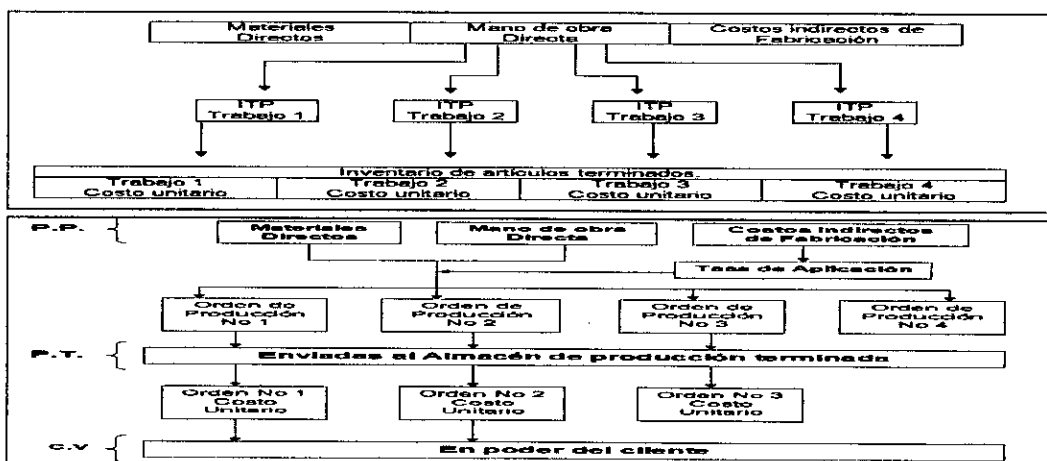 Materiales Directos
Mano de obra Directa
Costos Indirectos de Fabricación
ITP Trabajo 1
ITP Trabajo 2
ITP Trabajo 3
ITP Trabajo 4
Inventario de artículos terminados
Trabajo 1 Costo unitario
Trabajo 2 Costo unitario
Trabajo 3 Costo unitario
Trabajo 4 Costo unitario
P.P.
Materiales Directos
Mano de obra Directa
Costos Indirectos de Fabricación
Tasa de Aplicación
Orden de Producción No 1
Orden de Producción No 2
Orden de Producción No 3
Orden de Producción No 4
P.T.
Enviadas al Almacén de producción terminada
Orden No 1 Costo Unitario
Orden No 2 Costo Unitario
Orden No 3 Costo Unitario
C.V
En poder del cliente